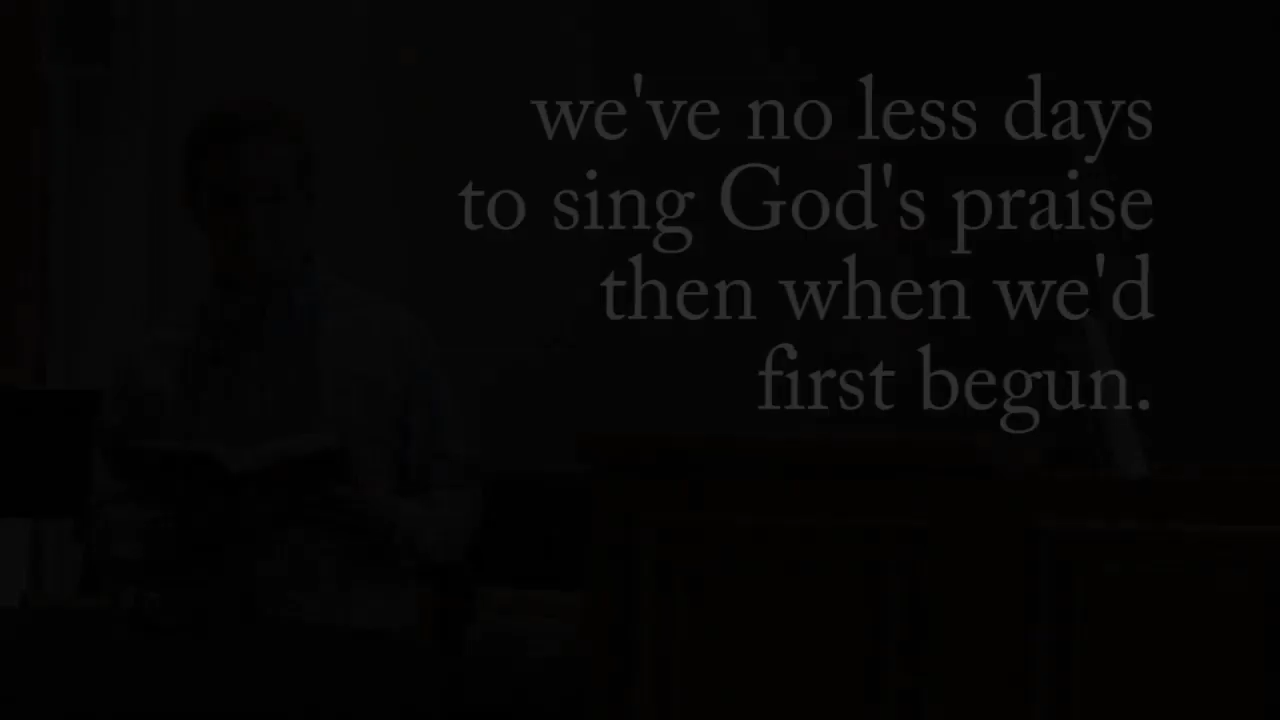 we've no less days
to sing God's praise
then when we'd
first begun.